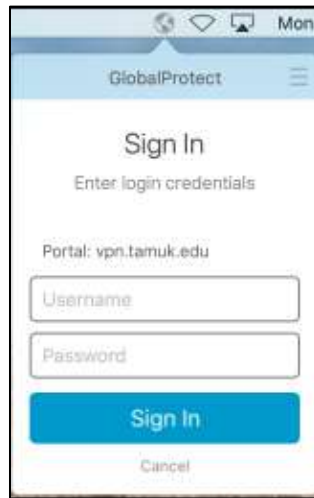 Mon
GlobalProtect
Sign In
Enter login credentials
Portal: vpn.tamuk.edu
Username
Password
Sign In
Cancel